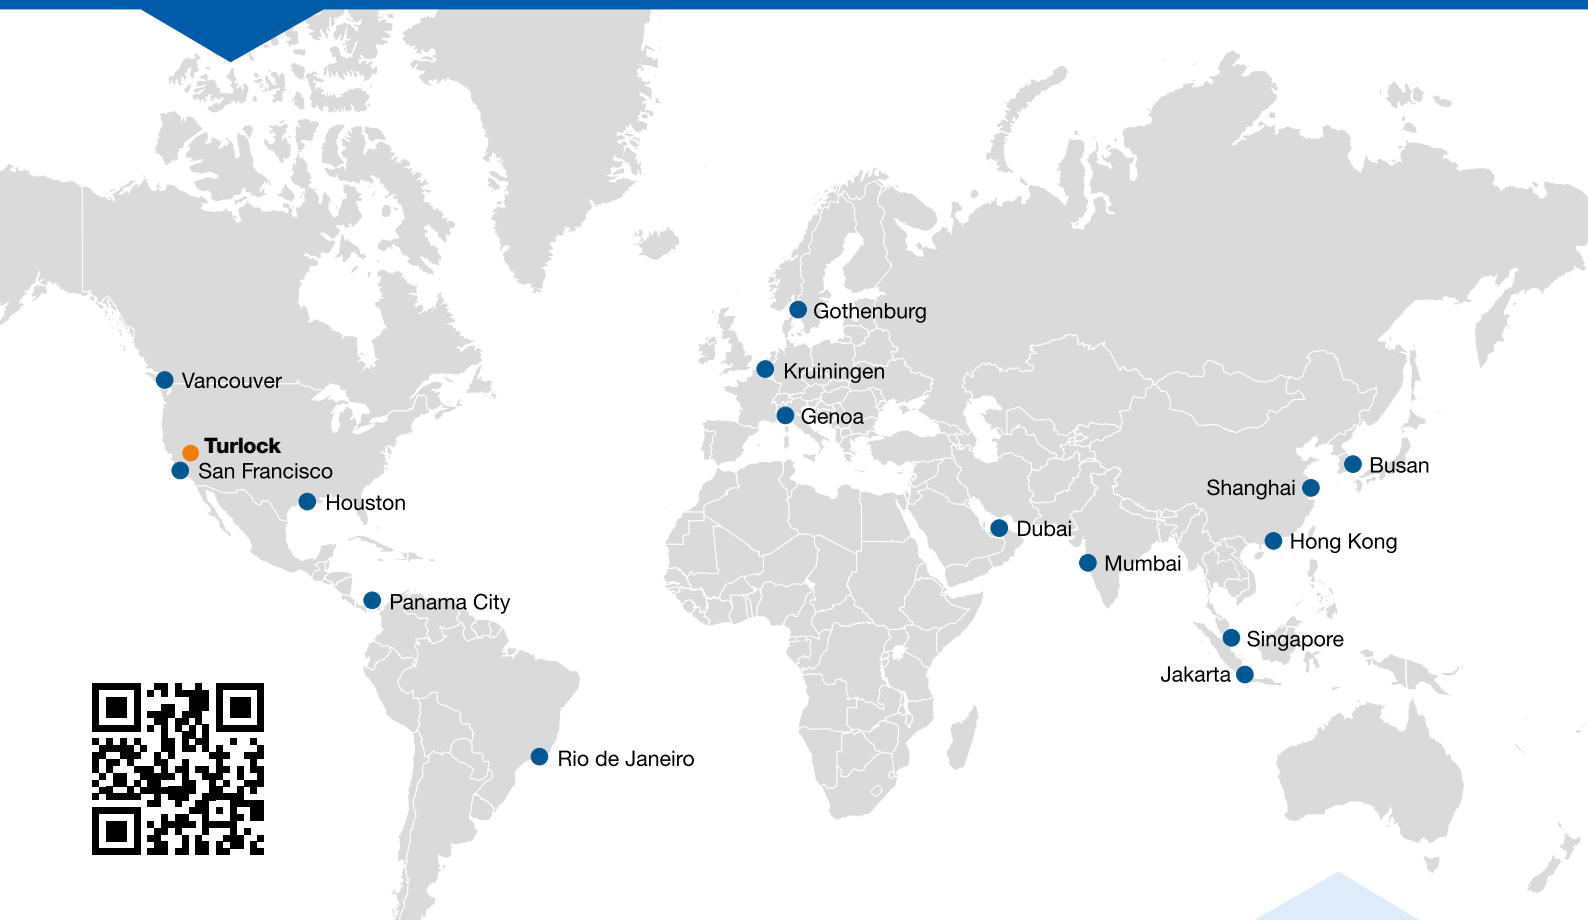 Gothenburg
Kruiningen
Vancouver
Genoa
Turlock
San Francisco
Busan
Shanghai
Houston
Dubai
Hong Kong
Mumbai
Panama City
Singapore
Jakarta
Rio de Janeiro